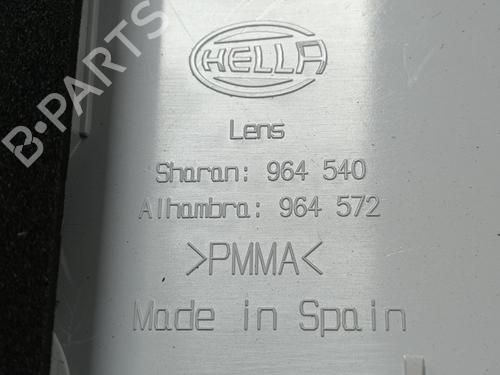 B-PARTS
HELLA
Lens
Sharan: 964 540
Alhambra: 964 572
>PMMA<
Made in Spain